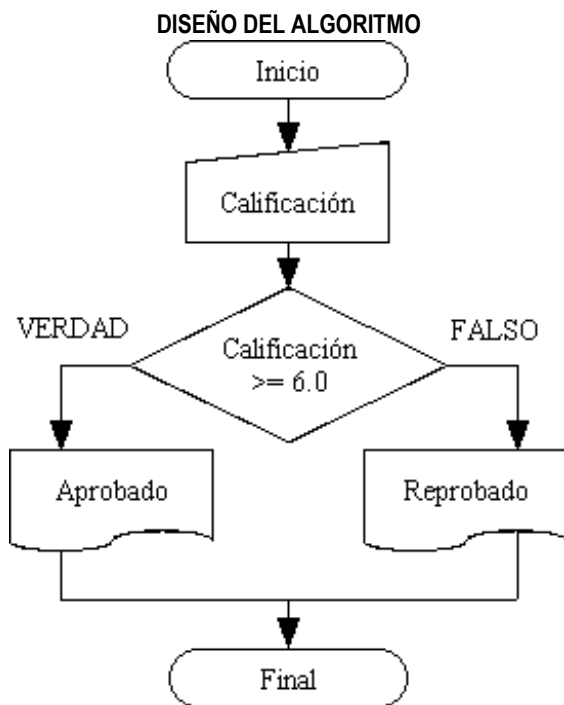 DISEÑO DEL ALGORITMO
Inicio
Calificación
VERDAD
Calificación
>= 6.0
FALSO
Aprobado
Reprobado
Final